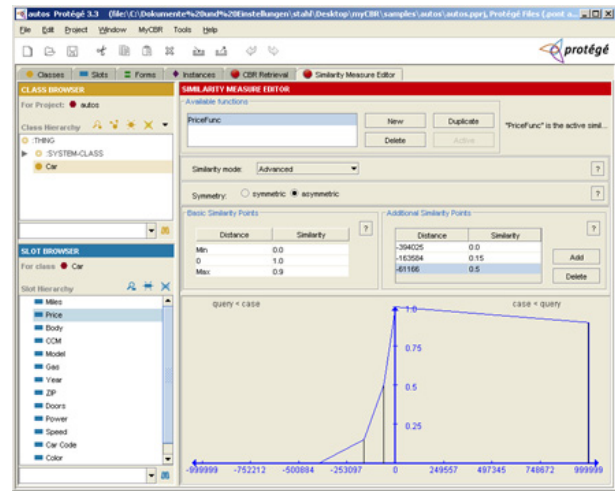 autos Protégé 3.3 (file:\C:\Dokumente%20und%20Einstellungen\stahl\Desktop\myCBR\samples\autos\autos.pprj, Protégé Files (.pont a...
File Edit Project Window MyCBR Tools Help
protégé
Classes Slots Forms Instances CBR Retrieval Similarity Measure Editor
CLASS BROWSER
For Project: autos
Class Hierarchy
:THING
:SYSTEM-CLASS
Car
SLOT BROWSER
For class: Car
Slot Hierarchy
Miles
Price
Body
CCM
Model
Gas
Year
ZIP
Doors
Power
Speed
Car Code
Color
SIMILARITY MEASURE EDITOR
Available functions
PriceFunc
New Duplicate
Delete Active
"PriceFunc" is the active simil...
Similarity mode: Advanced ?
Symmetry: symmetric asymmetric ?
Basic Similarity Points
?
Distance Similarity
Min 0.0
0 1.0
Max 0.9
Additional Similarity Points
?
Distance Similarity
-394025 0.0
-163584 0.15
-61166 0.5
Add
Delete
query < case case < query
1.0
0.75
0.5
0.25
-999999 -752212 -500884 -253097 0 249557 497345 748672 999999